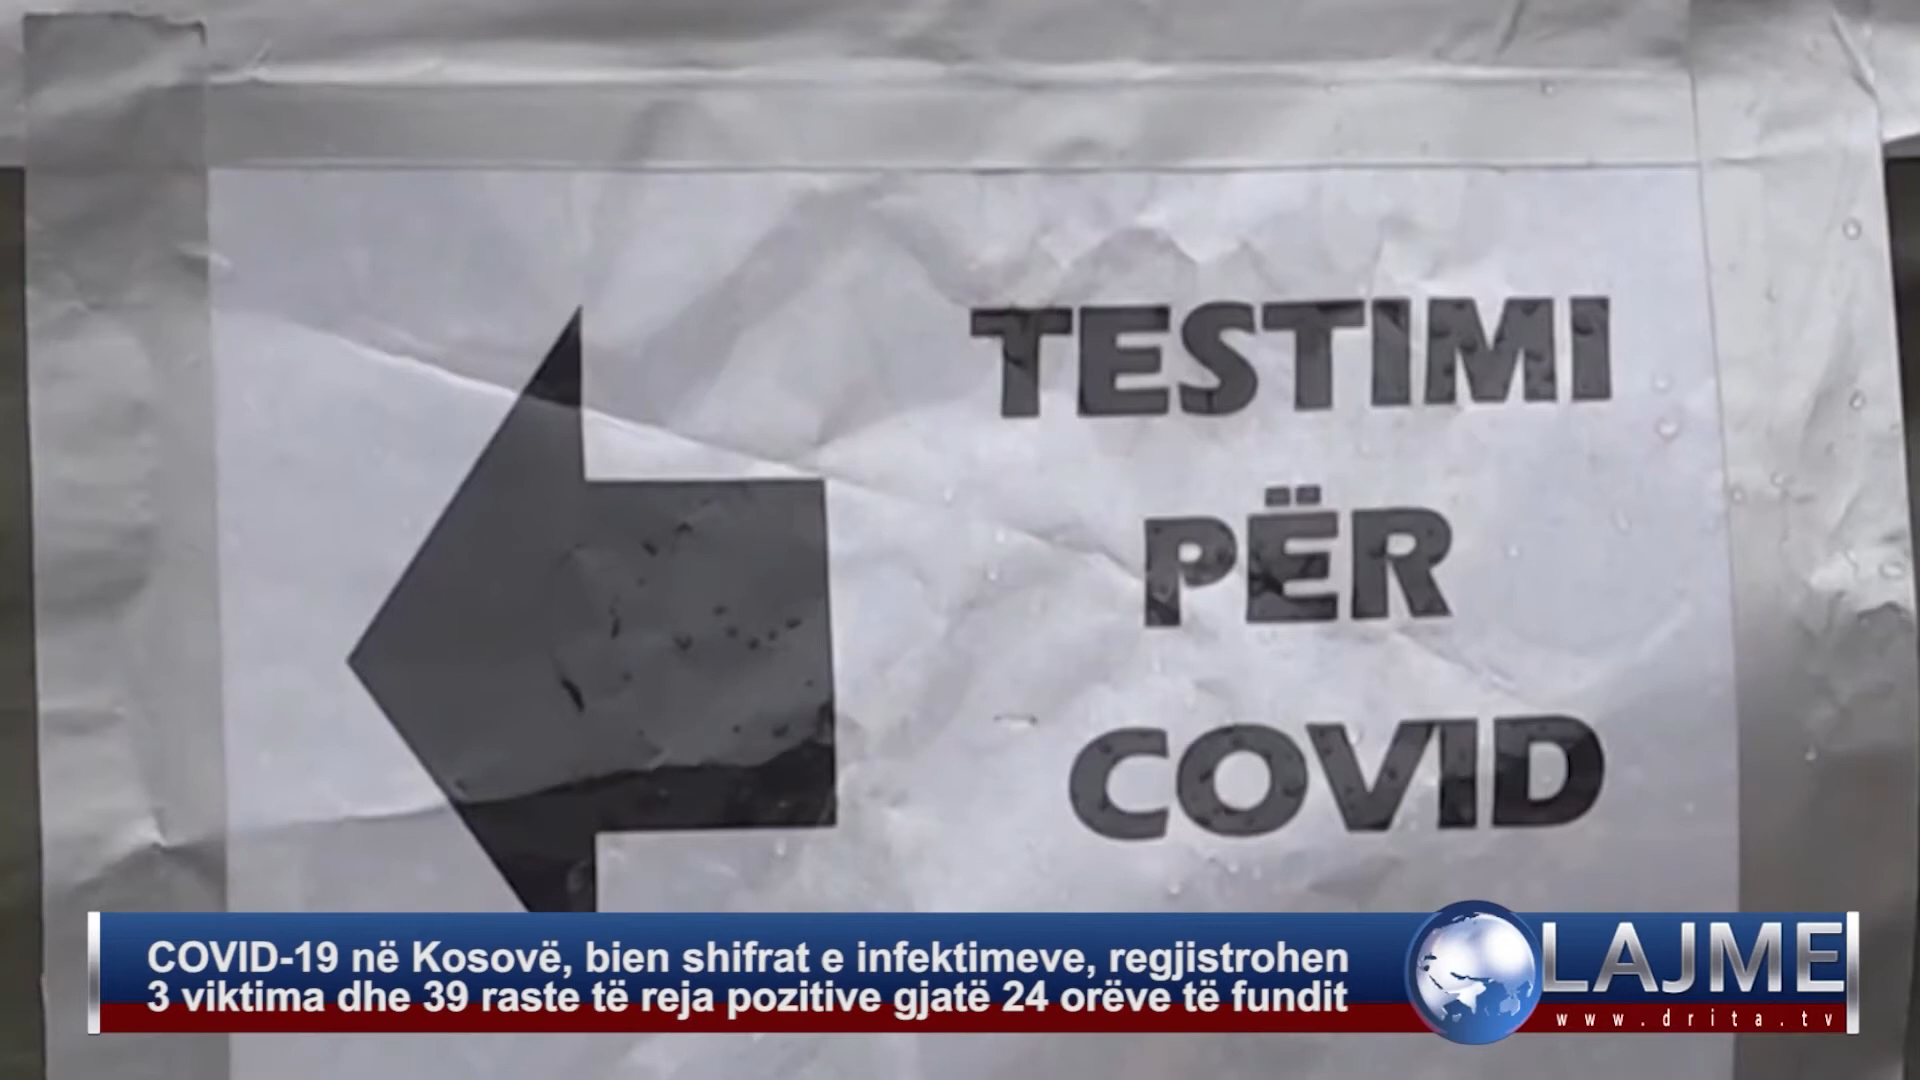 TESTIMI
PËR
COVID
COVID-19 në Kosovë, bien shifrat e infektimeve, regjistrohen
3 viktima dhe 39 raste të reja pozitive gjatë 24 orëve të fundit
LAJME
www.drita.tv